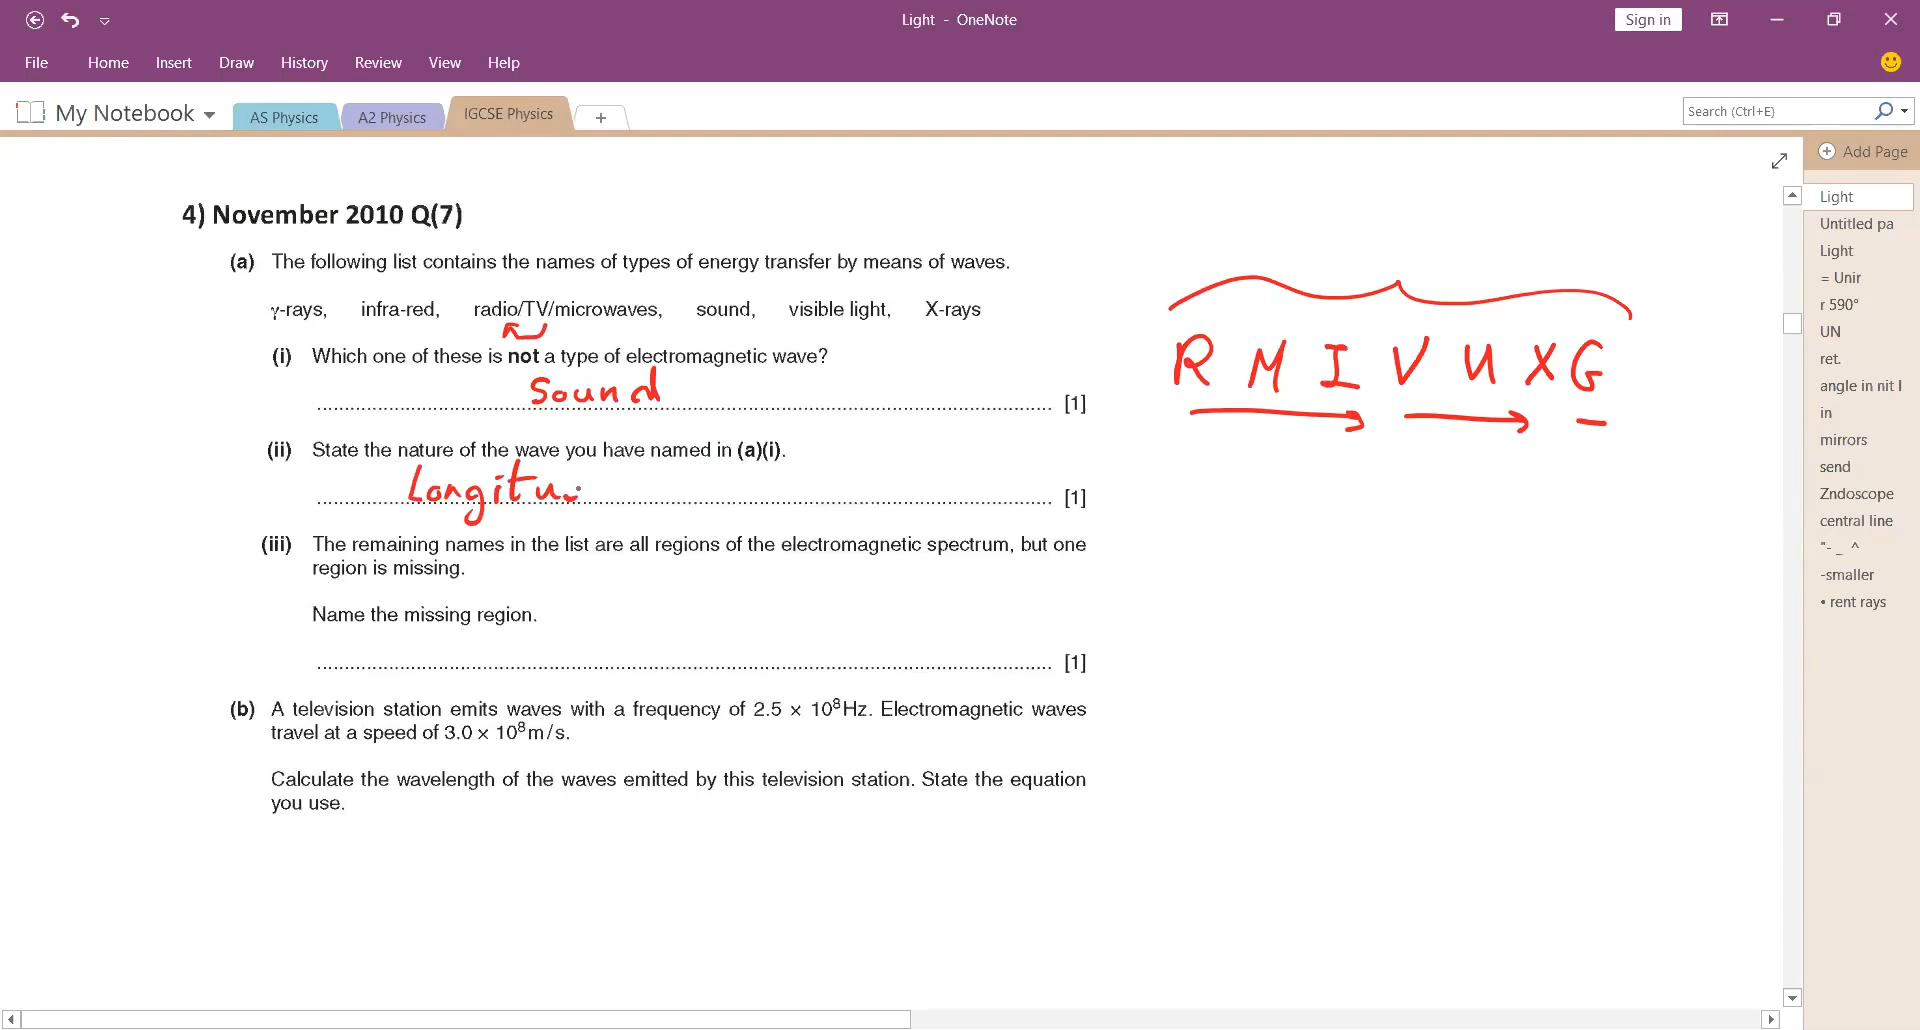 Light - OneNote
Sign in
File Home Insert Draw History Review View Help
My Notebook
AS Physics A2 Physics IGCSE Physics +
Search (Ctrl+E)
Add Page
Light
Untitled pa
Light
= Unir
r 590°
UN
ret.
angle in nit I
in
mirrors
send
Zndoscope
central line
"- _ ^
-smaller
• rent rays
4) November 2010 Q(7)
(a) The following list contains the names of types of energy transfer by means of waves.
γ-rays, infra-red, radio/TV/microwaves, sound, visible light, X-rays
(i) Which one of these is not a type of electromagnetic wave?
Sound
[1]
(ii) State the nature of the wave you have named in (a)(i).
Longitu
[1]
(iii) The remaining names in the list are all regions of the electromagnetic spectrum, but one
region is missing.
Name the missing region.
[1]
(b) A television station emits waves with a frequency of 2.5 × 10⁸ Hz. Electromagnetic waves
travel at a speed of 3.0 × 10⁸ m/s.
Calculate the wavelength of the waves emitted by this television station. State the equation
you use.
R M I V U X G